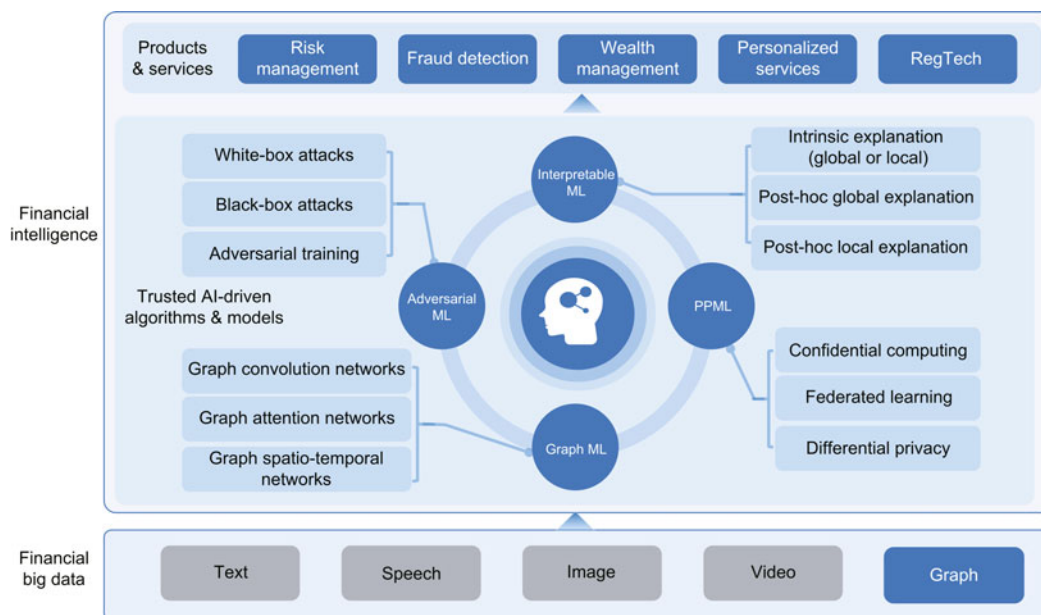 Products
& services
Risk
management
Fraud detection
Wealth
management
Personalized
services
RegTech
Financial
intelligence
White-box attacks
Black-box attacks
Adversarial training
Trusted AI-driven
algorithms & models
Graph convolution networks
Graph attention networks
Graph spatio-temporal
networks
Interpretable
ML
Adversarial
ML
PPML
Graph ML
Intrinsic explanation
(global or local)
Post-hoc global explanation
Post-hoc local explanation
Confidential computing
Federated learning
Differential privacy
Financial
big data
Text
Speech
Image
Video
Graph